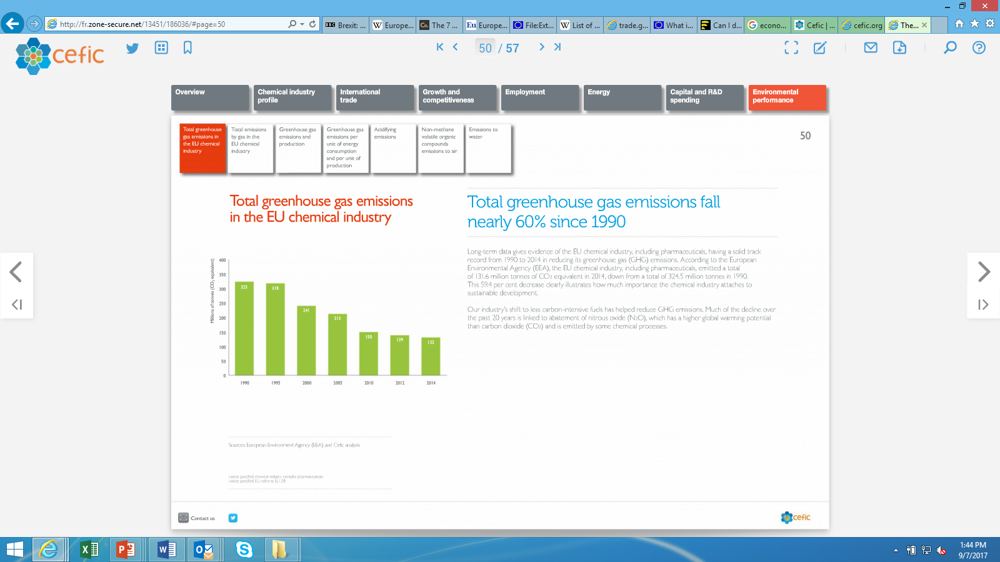 http://fr.zone-secure.net/13451/186036/#page=50
Brexit: ...
Europe...
The 7 ...
Europe...
File:Ext...
List of ...
trade.g...
What i...
Can I d...
econo...
Cefic | ...
cefic.org
The...
cefic
50 / 57
Overview
Chemical industry
profile
International
trade
Growth and
competitiveness
Employment
Energy
Capital and R&D
spending
Environmental
performance
Total greenhouse
gas emissions in
the EU chemical
industry
Total emissions
by gas in the
EU chemical
industry
Greenhouse gas
emissions and
production
Greenhouse gas
emissions per
unit of energy
consumption
and per unit of
production
Acidifying
emissions
Non-methane
volatile organic
compounds
emissions to air
Emissions to
water
50
Total greenhouse gas emissions
in the EU chemical industry
Millions of tonnes (CO2 equivalent)
400
350
300
250
200
150
100
50
0
325
318
241
213
150
139
132
1990
1995
2000
2005
2010
2012
2014
Sources: European Environment Agency (EEA) and Cefic analysis
Unless specified, chemical industry excludes pharmaceuticals
Unless specified, EU refers to EU 28
Total greenhouse gas emissions fall
nearly 60% since 1990
Long-term data gives evidence of the EU chemical industry, including pharmaceuticals, having a solid track
record from 1990 to 2014 in reducing its greenhouse gas (GHG) emissions. According to the European
Environmental Agency (EEA), the EU chemical industry, including pharmaceuticals, emitted a total
of 131.6 million tonnes of CO2 equivalent in 2014, down from a total of 324.5 million tonnes in 1990.
This 59.4 per cent decrease clearly illustrates how much importance the chemical industry attaches to
sustainable development.
Our industry's shift to less carbon-intensive fuels has helped reduce GHG emissions. Much of the decline over
the past 20 years is linked to abatement of nitrous oxide (N2O), which has a higher global warming potential
than carbon dioxide (CO2) and is emitted by some chemical processes.
Contact us
cefic
1:44 PM
9/7/2017